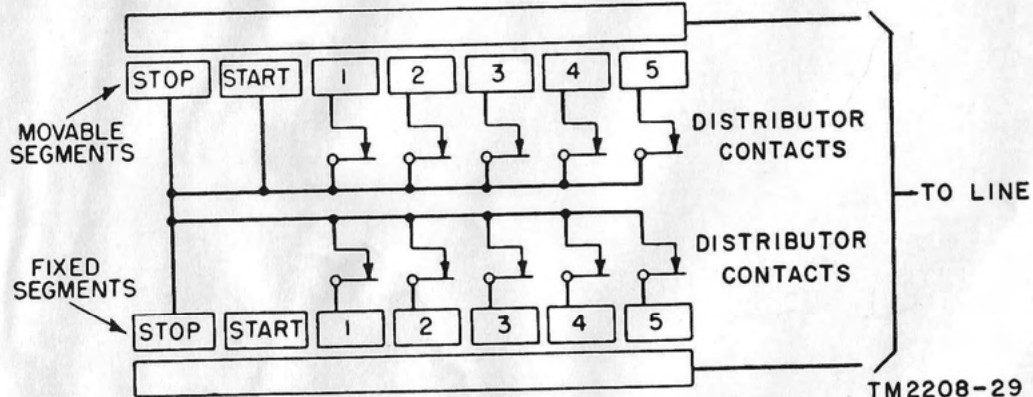 STOP START 1 2 3 4 5
MOVABLE
SEGMENTS
DISTRIBUTOR
CONTACTS
TO LINE
DISTRIBUTOR
CONTACTS
FIXED
SEGMENTS
STOP START 1 2 3 4 5
TM2208-29